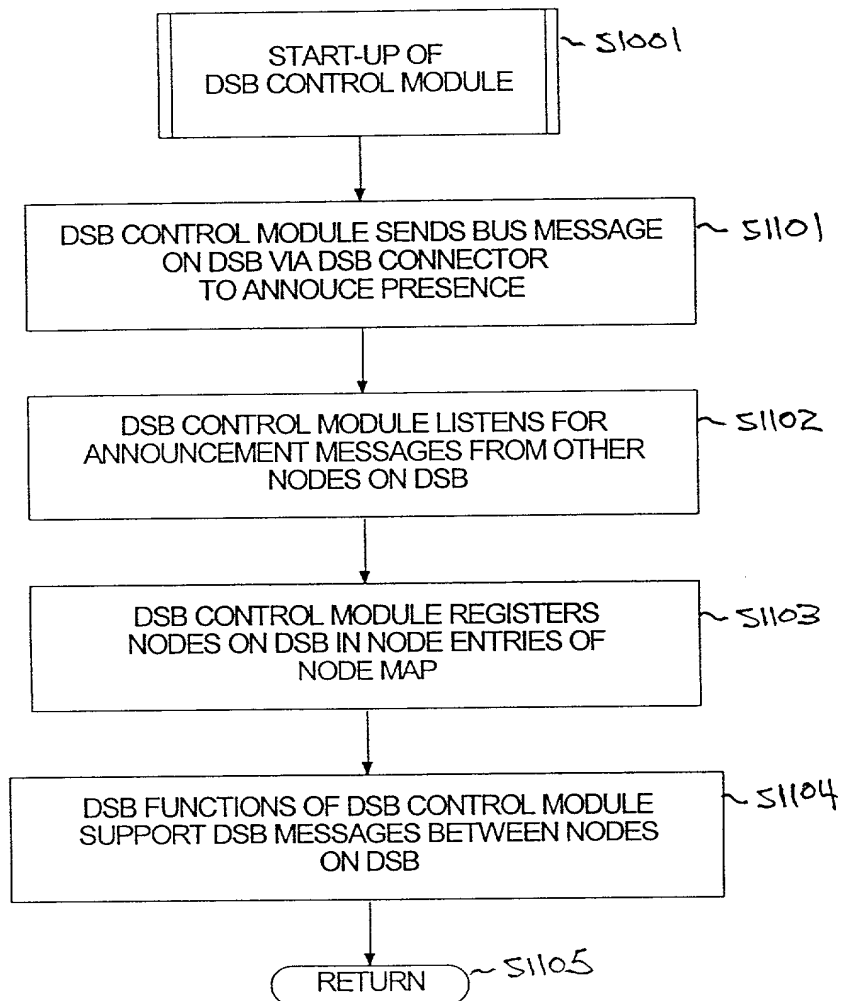 START-UP OF
DSB CONTROL MODULE
S1001
DSB CONTROL MODULE SENDS BUS MESSAGE
ON DSB VIA DSB CONNECTOR
TO ANNOUCE PRESENCE
S1101
DSB CONTROL MODULE LISTENS FOR
ANNOUNCEMENT MESSAGES FROM OTHER
NODES ON DSB
S1102
DSB CONTROL MODULE REGISTERS
NODES ON DSB IN NODE ENTRIES OF
NODE MAP
S1103
DSB FUNCTIONS OF DSB CONTROL MODULE
SUPPORT DSB MESSAGES BETWEEN NODES
ON DSB
S1104
RETURN
S1105